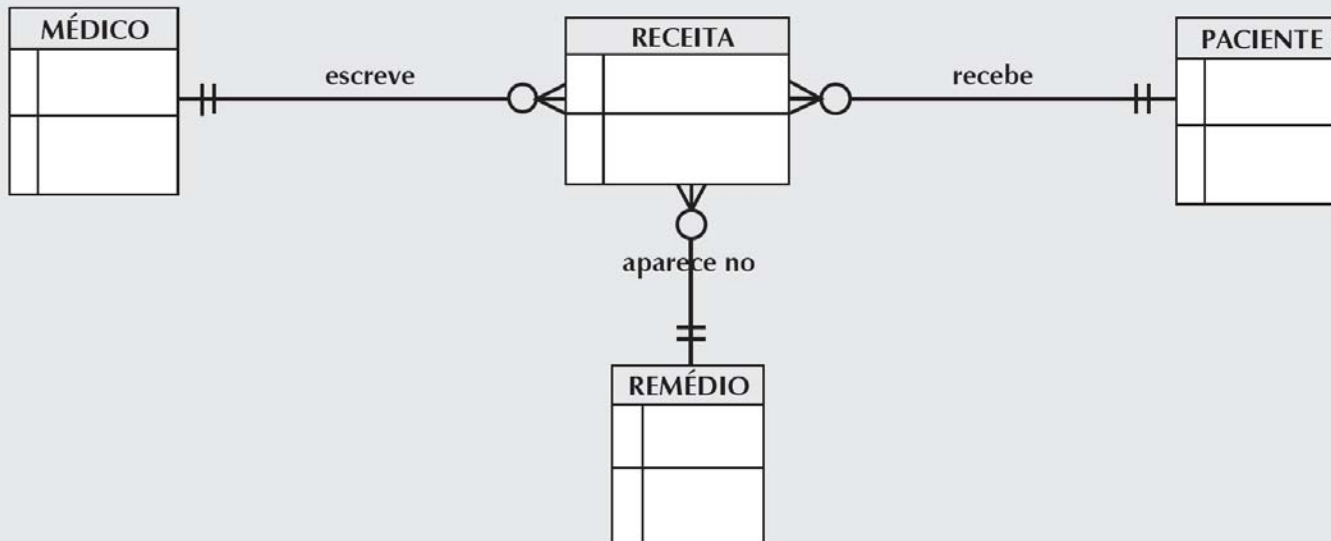 MÉDICO
escreve
RECEITA
recebe
PACIENTE
aparece no
REMÉDIO